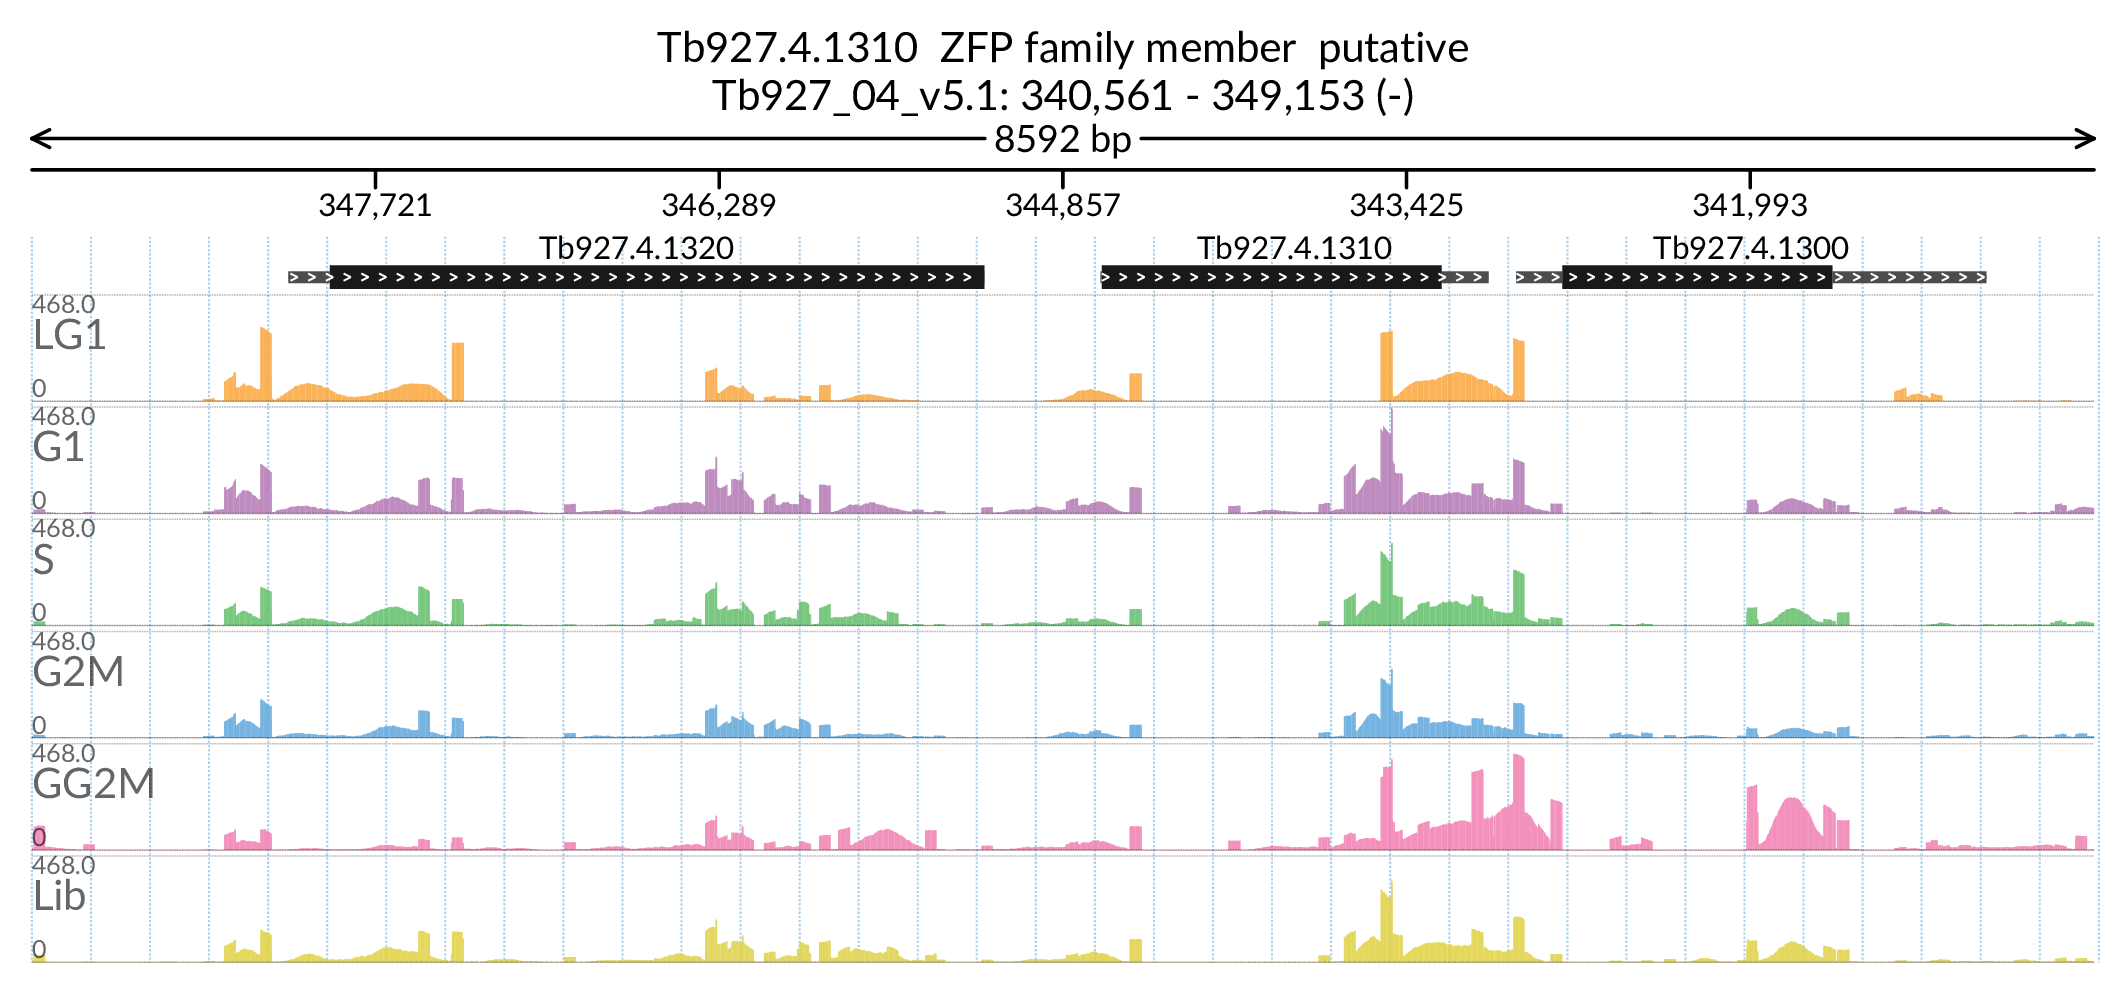 Tb927.4.1310  ZFP family member  putative
Tb927_04_v5.1: 340,561 - 349,153 (-)
8592 bp
347,721 346,289 344,857 343,425 341,993
Tb927.4.1320 Tb927.4.1310 Tb927.4.1300
468.0
LG1
0
468.0
G1
0
468.0
S
0
468.0
G2M
0
468.0
GG2M
0
468.0
Lib
0